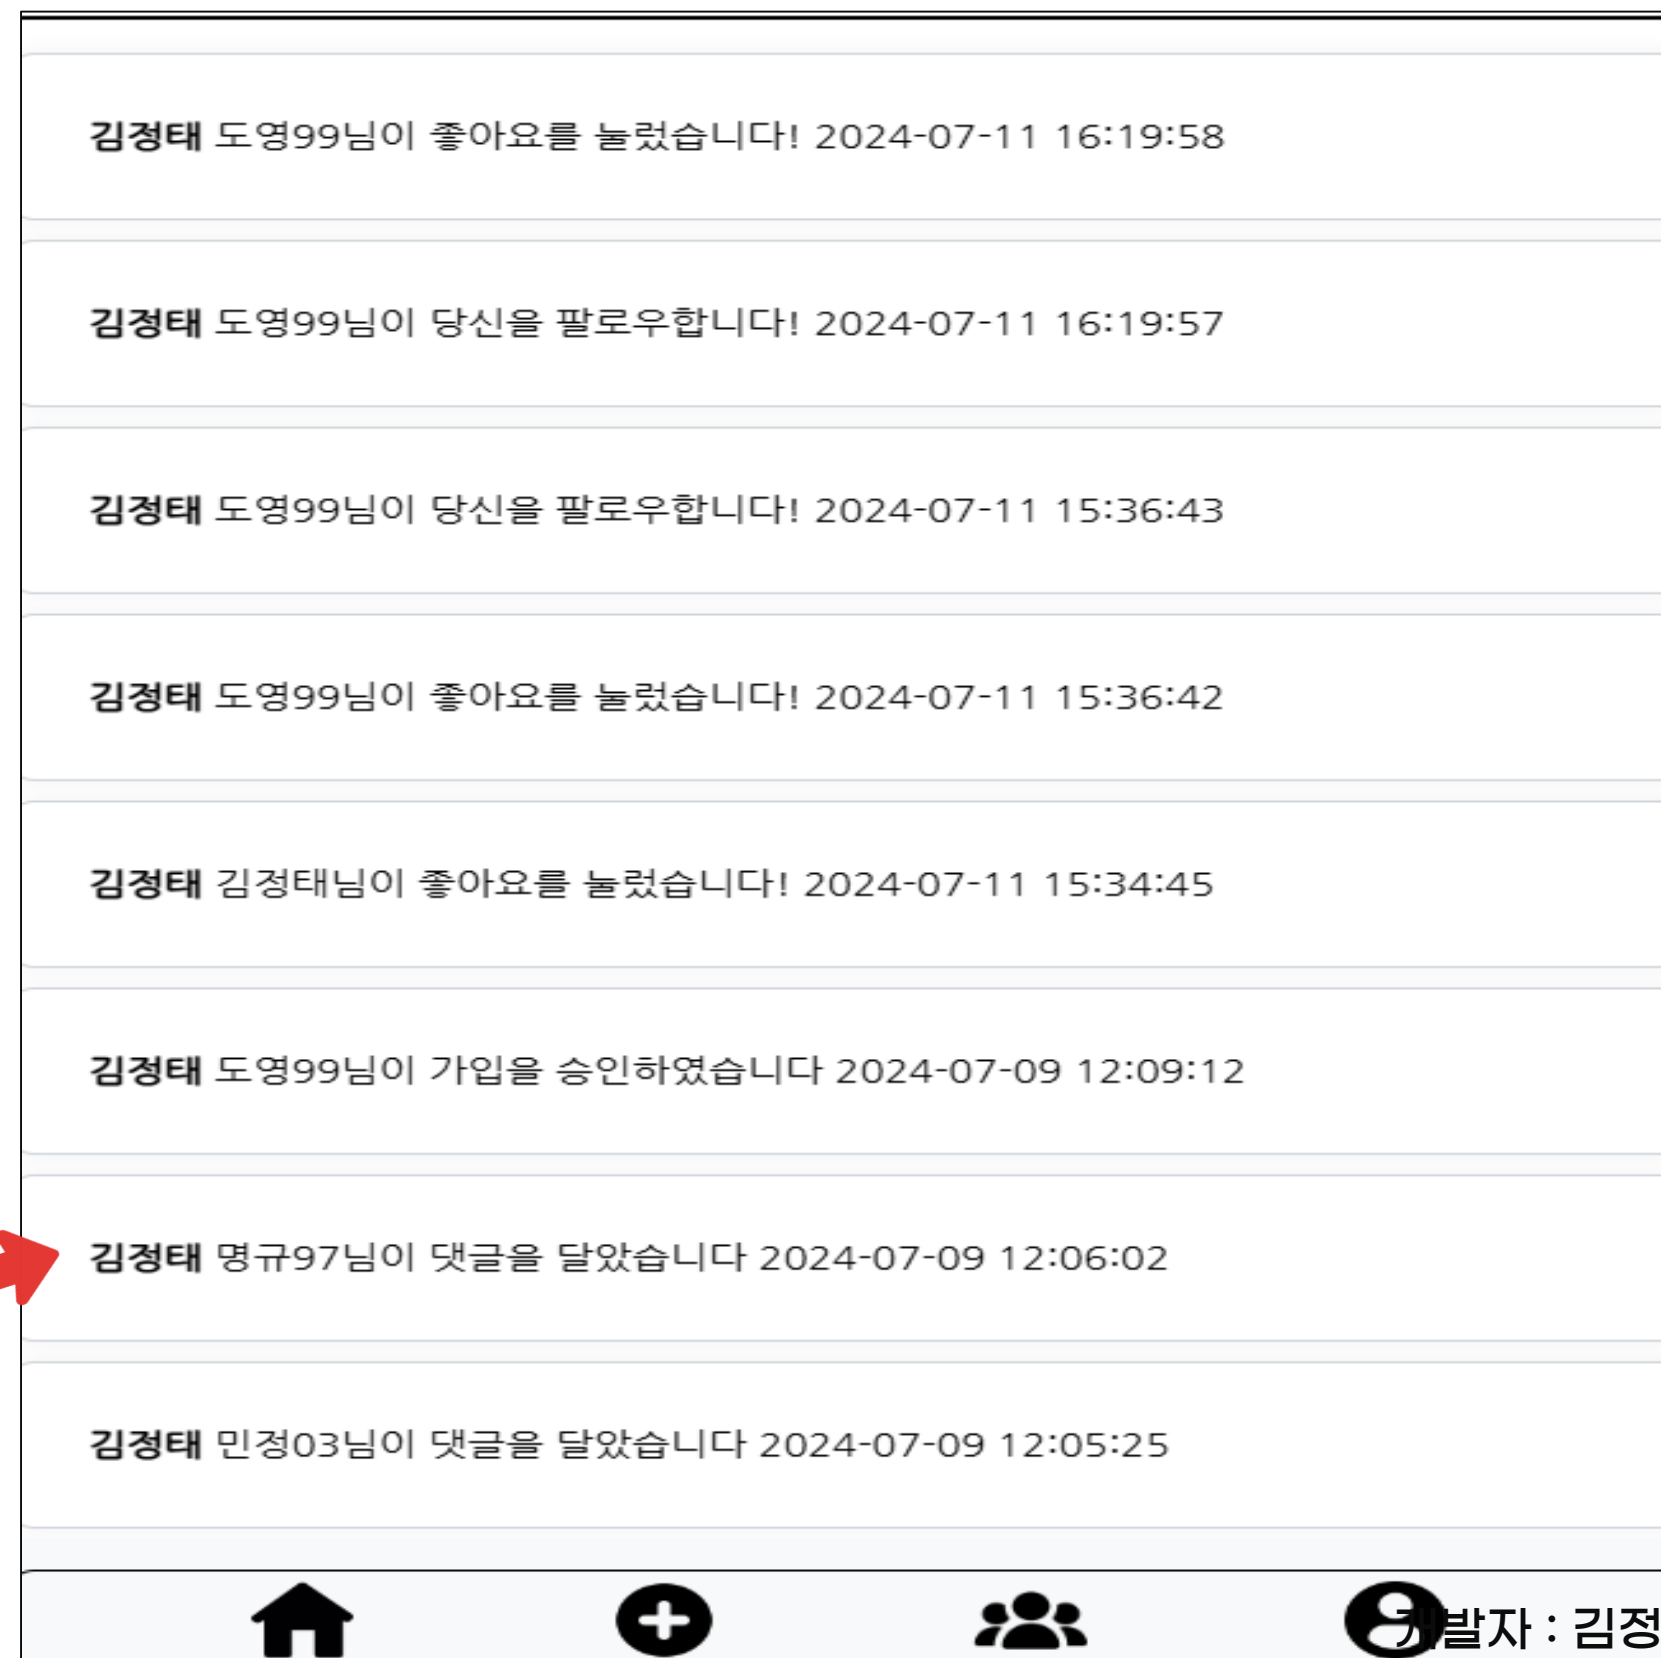 김정태 도영99님이 좋아요를 눌렀습니다! 2024-07-11 16:19:58
김정태 도영99님이 당신을 팔로우합니다! 2024-07-11 16:19:57
김정태 도영99님이 당신을 팔로우합니다! 2024-07-11 15:36:43
김정태 도영99님이 좋아요를 눌렀습니다! 2024-07-11 15:36:42
김정태 김정태님이 좋아요를 눌렀습니다! 2024-07-11 15:34:45
김정태 도영99님이 가입을 승인하였습니다 2024-07-09 12:09:12
김정태 명규97님이 댓글을 달았습니다 2024-07-09 12:06:02
김정태 민정03님이 댓글을 달았습니다 2024-07-09 12:05:25
개발자 : 김정